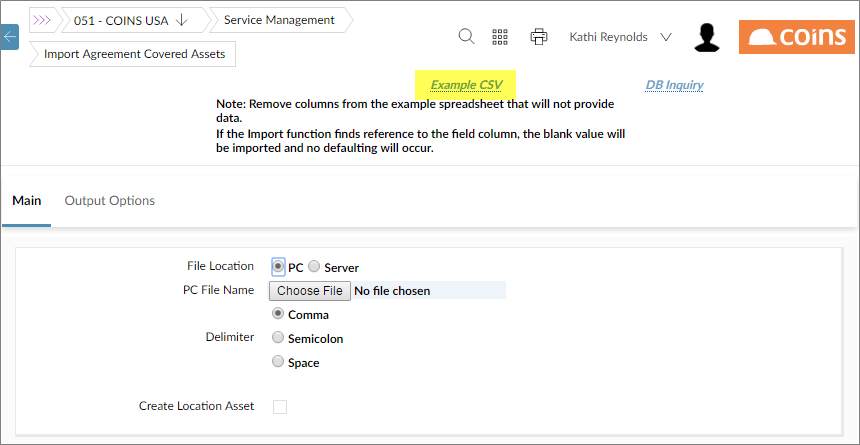 051 - COINS USA
Service Management
Kathi Reynolds
coins
Import Agreement Covered Assets
Example CSV
DB Inquiry
Note: Remove columns from the example spreadsheet that will not provide
data.
If the Import function finds reference to the field column, the blank value will
be imported and no defaulting will occur.
Main
Output Options
File Location
PC
Server
PC File Name
Choose File
No file chosen
Comma
Delimiter
Semicolon
Space
Create Location Asset